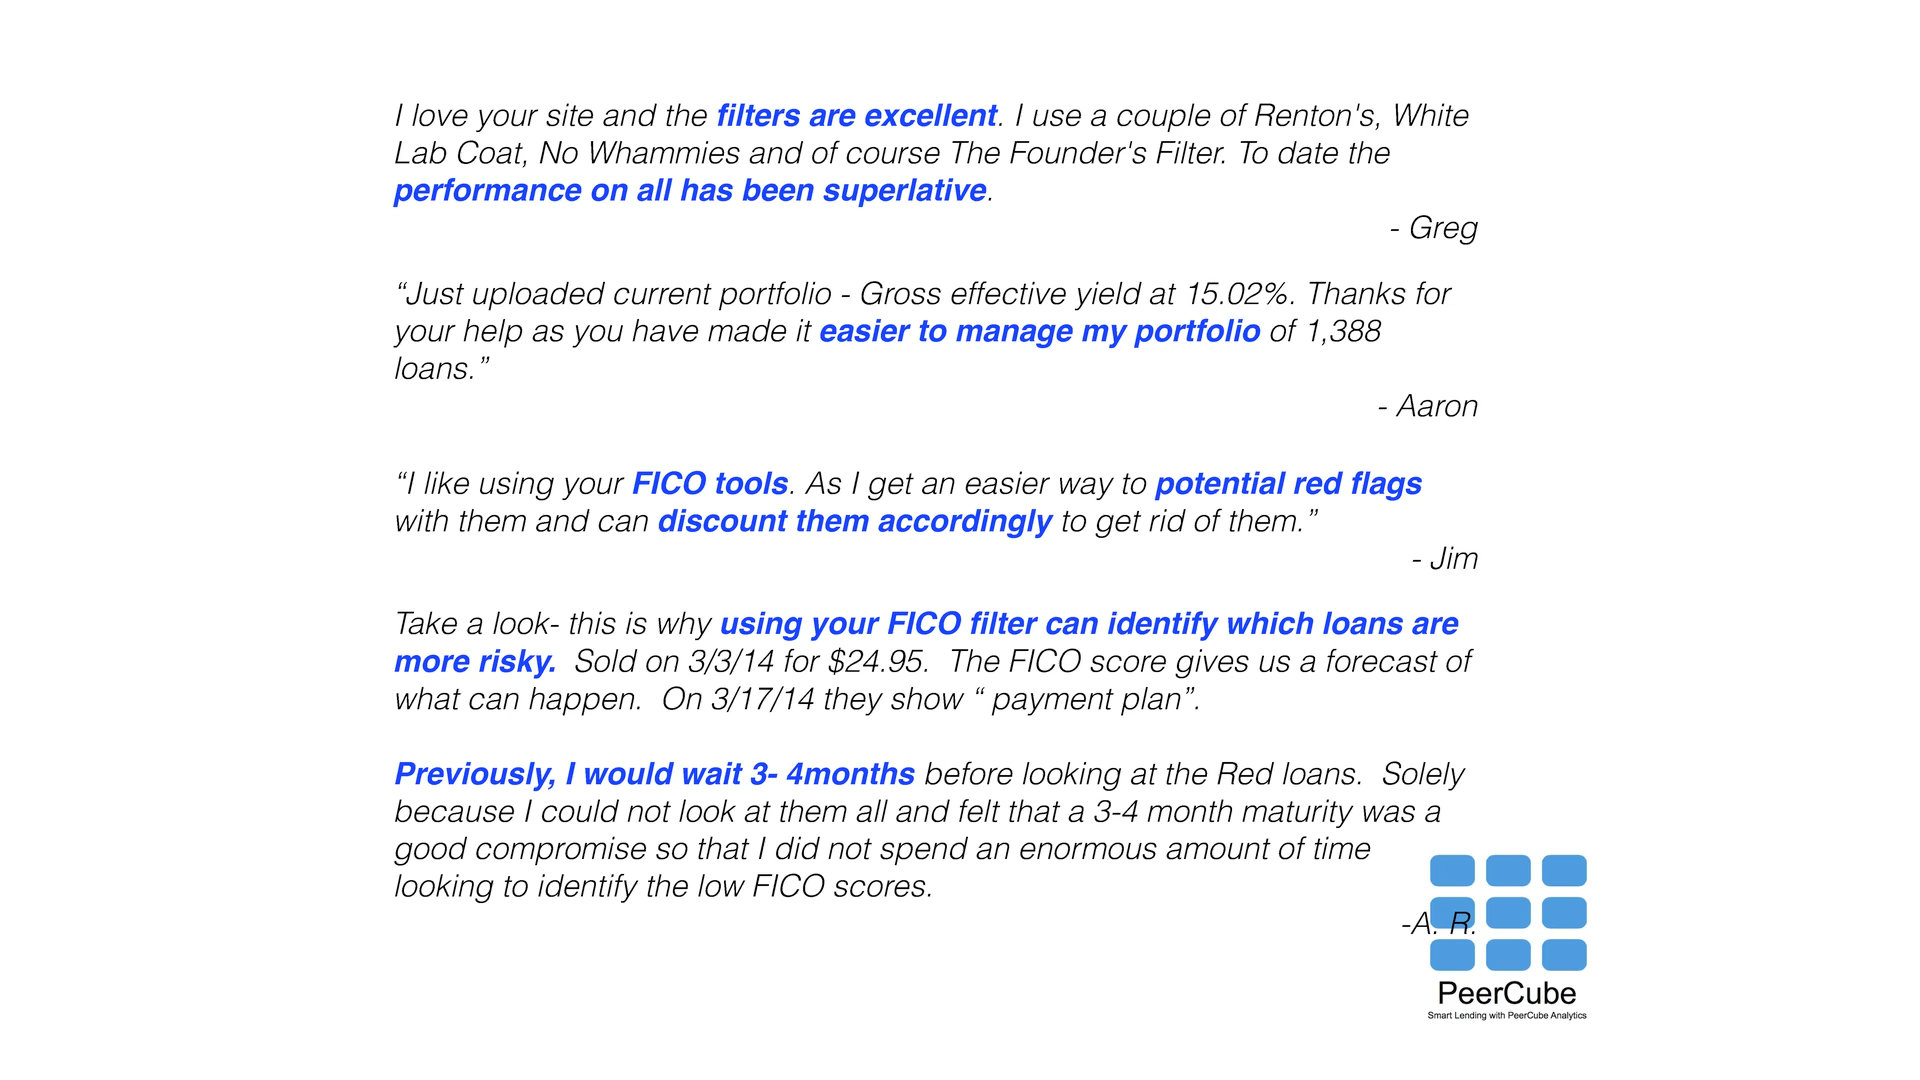 I love your site and the filters are excellent. I use a couple of Renton's, White
Lab Coat, No Whammies and of course The Founder's Filter. To date the
performance on all has been superlative.
- Greg
“Just uploaded current portfolio - Gross effective yield at 15.02%. Thanks for
your help as you have made it easier to manage my portfolio of 1,388
loans.”
- Aaron
“I like using your FICO tools. As I get an easier way to potential red flags
with them and can discount them accordingly to get rid of them.”
- Jim
Take a look- this is why using your FICO filter can identify which loans are
more risky.  Sold on 3/3/14 for $24.95.  The FICO score gives us a forecast of
what can happen.  On 3/17/14 they show “ payment plan”.
Previously, I would wait 3- 4months before looking at the Red loans.  Solely
because I could not look at them all and felt that a 3-4 month maturity was a
good compromise so that I did not spend an enormous amount of time
looking to identify the low FICO scores.
-A. R.
PeerCube
Smart Lending with PeerCube Analytics